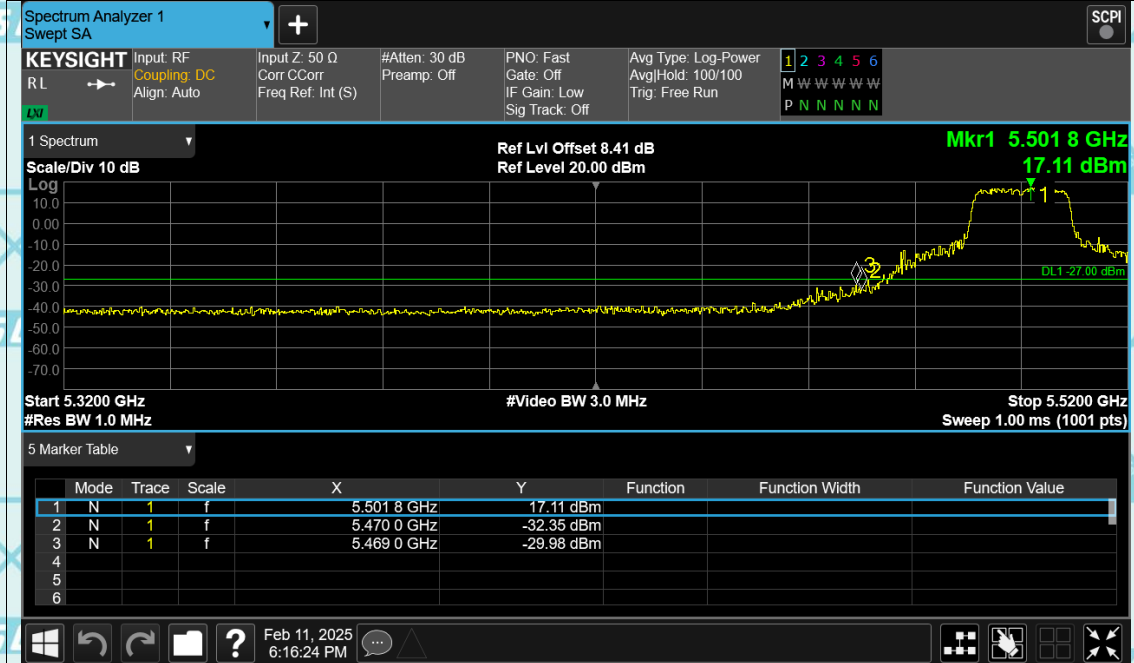 Spectrum Analyzer 1
Swept SA
+
SCPI
KEYSIGHT
RL
LXI
Input: RF
Coupling: DC
Align: Auto
Input Z: 50 Ω
Corr CCorr
Freq Ref: Int (S)
#Atten: 30 dB
Preamp: Off
PNO: Fast
Gate: Off
IF Gain: Low
Sig Track: Off
Avg Type: Log-Power
Avg|Hold: 100/100
Trig: Free Run
1 2 3 4 5 6
M W W W W W
P N N N N N
1 Spectrum
Scale/Div 10 dB
Ref Lvl Offset 8.41 dB
Ref Level 20.00 dBm
Mkr1 5.501 8 GHz
17.11 dBm
Log
10.0
0.00
-10.0
-20.0
-30.0
-40.0
-50.0
-60.0
-70.0
1
3
2
DL1 -27.00 dBm
Start 5.3200 GHz
#Video BW 3.0 MHz
Stop 5.5200 GHz
#Res BW 1.0 MHz
Sweep 1.00 ms (1001 pts)
5 Marker Table
Mode Trace Scale X Y Function Function Width Function Value
1 N 1 f 5.501 8 GHz 17.11 dBm
2 N 1 f 5.470 0 GHz -32.35 dBm
3 N 1 f 5.469 0 GHz -29.98 dBm
4
5
6
?
Feb 11, 2025
6:16:24 PM